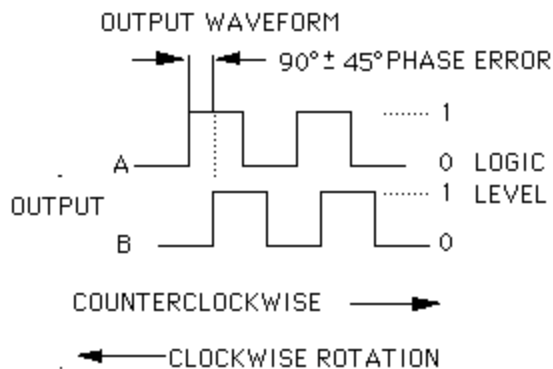 OUTPUT WAVEFORM
90° ± 45° PHASE ERROR
1
A 0 LOGIC
1 LEVEL
OUTPUT
B 0
COUNTERCLOCKWISE
CLOCKWISE ROTATION